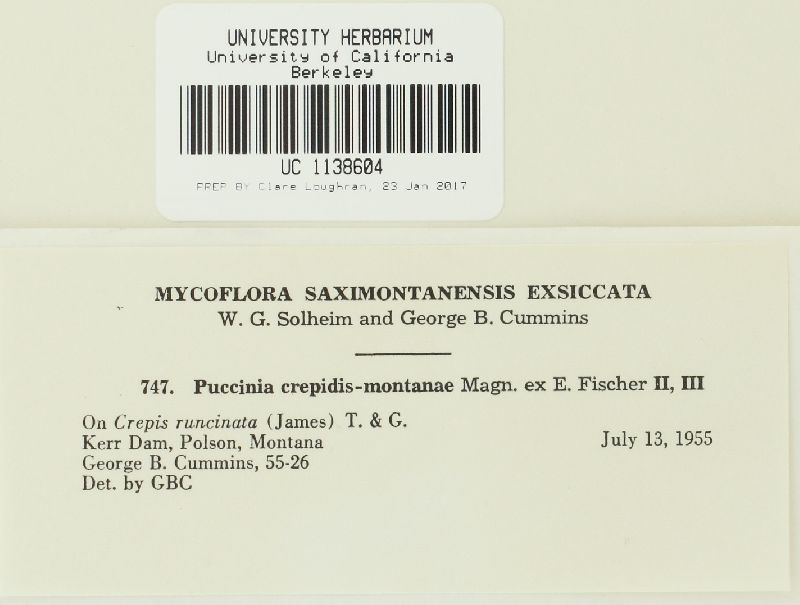 UNIVERSITY HERBARIUM
University of California
Berkeley
UC 1138604
PREP BY Clare Loughran, 23 Jan 2017
MYCOFLORA SAXIMONTANENSIS EXSICCATA
W. G. Solheim and George B. Cummins
747. Puccinia crepidis-montanae Magn. ex E. Fischer II, III
On Crepis runcinata (James) T. & G.
Kerr Dam, Polson, Montana July 13, 1955
George B. Cummins, 55-26
Det. by GBC